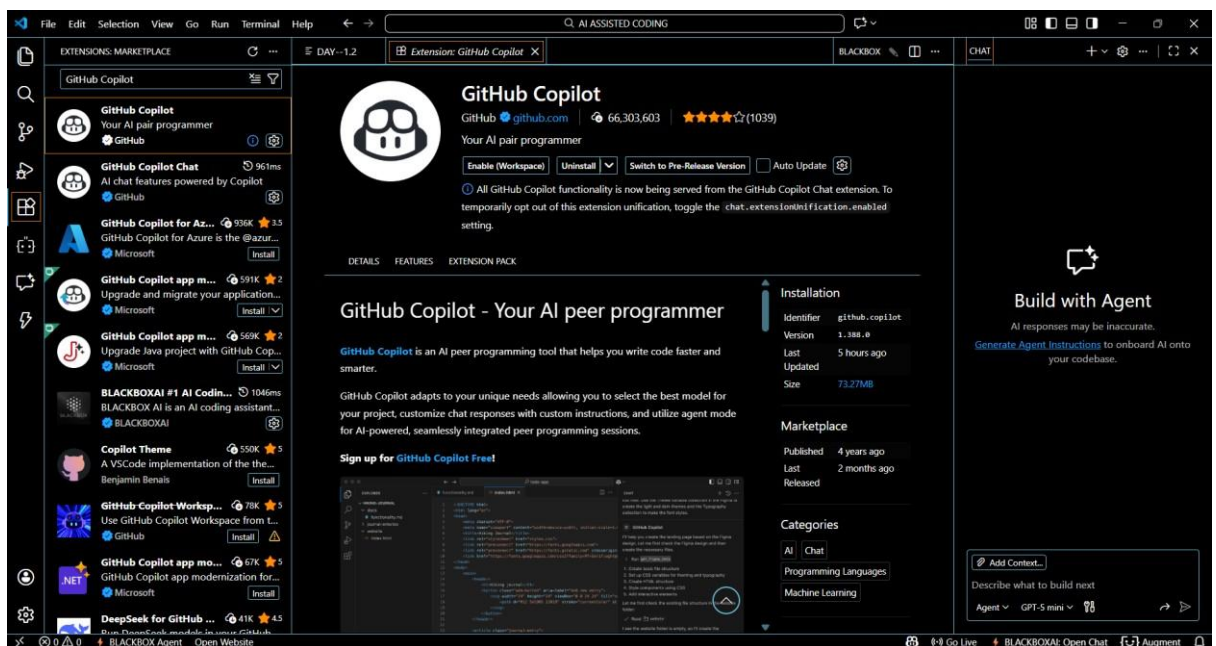 File Edit Selection View Go Run Terminal Help
AI ASSISTED CODING
EXTENSIONS: MARKETPLACE
GitHub Copilot
GitHub Copilot
Your AI pair programmer
GitHub
GitHub Copilot Chat 961ms
AI chat features powered by Copilot
GitHub
GitHub Copilot for Az... 936K 3.5
GitHub Copilot for Azure is the @azur...
Microsoft Install
GitHub Copilot app m... 591K 2
Upgrade and migrate your application...
Microsoft Install
GitHub Copilot app m... 569K 2
Upgrade Java project with GitHub Cop...
Microsoft Install
BLACKBOXAI #1 AI Codin... 1046ms
BLACKBOX AI is an AI coding assistant...
BLACKBOXAI
Copilot Theme 550K 5
A VSCode implementation of the the...
Benjamin Benais Install
GitHub Copilot Worksp... 78K 5
Use GitHub Copilot Workspace from t...
GitHub Install
GitHub Copilot app mo... 67K 5
GitHub Copilot app modernization for...
Microsoft Install
DeepSeek for GitHub ... 41K 4.5
Run DeepSeek models in your GitHub
.NET
DAY--1.2 Extension: GitHub Copilot BLACKBOX
GitHub Copilot
GitHub github.com 66,303,603 (1039)
Your AI pair programmer
Enable (Workspace) Uninstall Switch to Pre-Release Version Auto Update
All GitHub Copilot functionality is now being served from the GitHub Copilot Chat extension. To
temporarily opt out of this extension unification, toggle the chat.extensionUnification.enabled
setting.
DETAILS FEATURES EXTENSION PACK
GitHub Copilot - Your AI peer programmer
GitHub Copilot is an AI peer programming tool that helps you write code faster and
smarter.
GitHub Copilot adapts to your unique needs allowing you to select the best model for
your project, customize chat responses with custom instructions, and utilize agent mode
for AI-powered, seamlessly integrated peer programming sessions.
Sign up for GitHub Copilot Free!
Installation
Identifier github.copilot
Version 1.388.0
Last Updated 5 hours ago
Size 73.27MB
Marketplace
Published 4 years ago
Last Released 2 months ago
Categories
AI Chat
Programming Languages
Machine Learning
CHAT
Build with Agent
AI responses may be inaccurate.
Generate Agent Instructions to onboard AI onto
your codebase.
Add Context...
Describe what to build next
Agent GPT-5 mini
0 0 BLACKBOX Agent Open Website Go Live BLACKBOXAI: Open Chat Augment